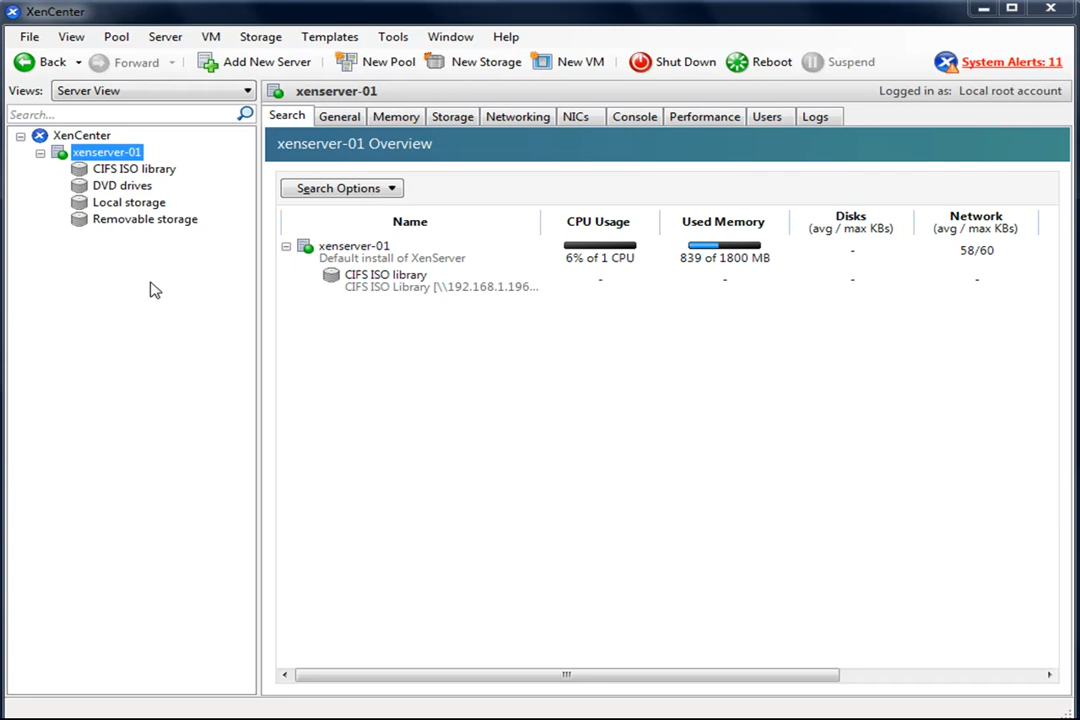 XenCenter
File View Pool Server VM Storage Templates Tools Window Help
Back Forward Add New Server New Pool New Storage New VM Shut Down Reboot Suspend System Alerts: 11
Views: Server View xenserver-01 Logged in as: Local root account
Search...
Search General Memory Storage Networking NICs Console Performance Users Logs
XenCenter
xenserver-01
CIFS ISO library
DVD drives
Local storage
Removable storage
xenserver-01 Overview
Search Options
Name CPU Usage Used Memory Disks (avg / max KBs) Network (avg / max KBs)
xenserver-01 - 58/60
Default install of XenServer 6% of 1 CPU 839 of 1800 MB
CIFS ISO library - - - -
CIFS ISO Library [\\192.168.1.196...